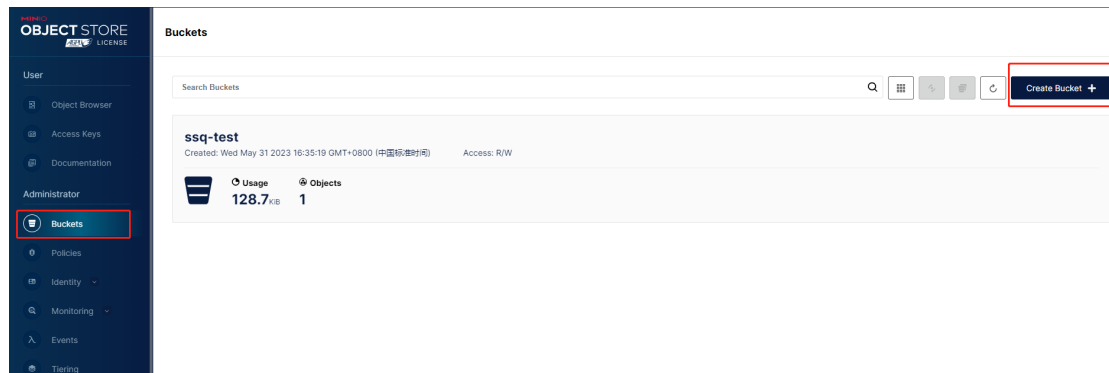 MINIO
OBJECT STORE
AGPL LICENSE
User
Object Browser
Access Keys
Documentation
Administrator
Buckets
Policies
Identity
Monitoring
Events
Tiering
Buckets
Search Buckets
Create Bucket +
ssq-test
Created: Wed May 31 2023 16:35:19 GMT+0800 (中国标准时间) Access: R/W
Usage Objects
128.7 KiB 1